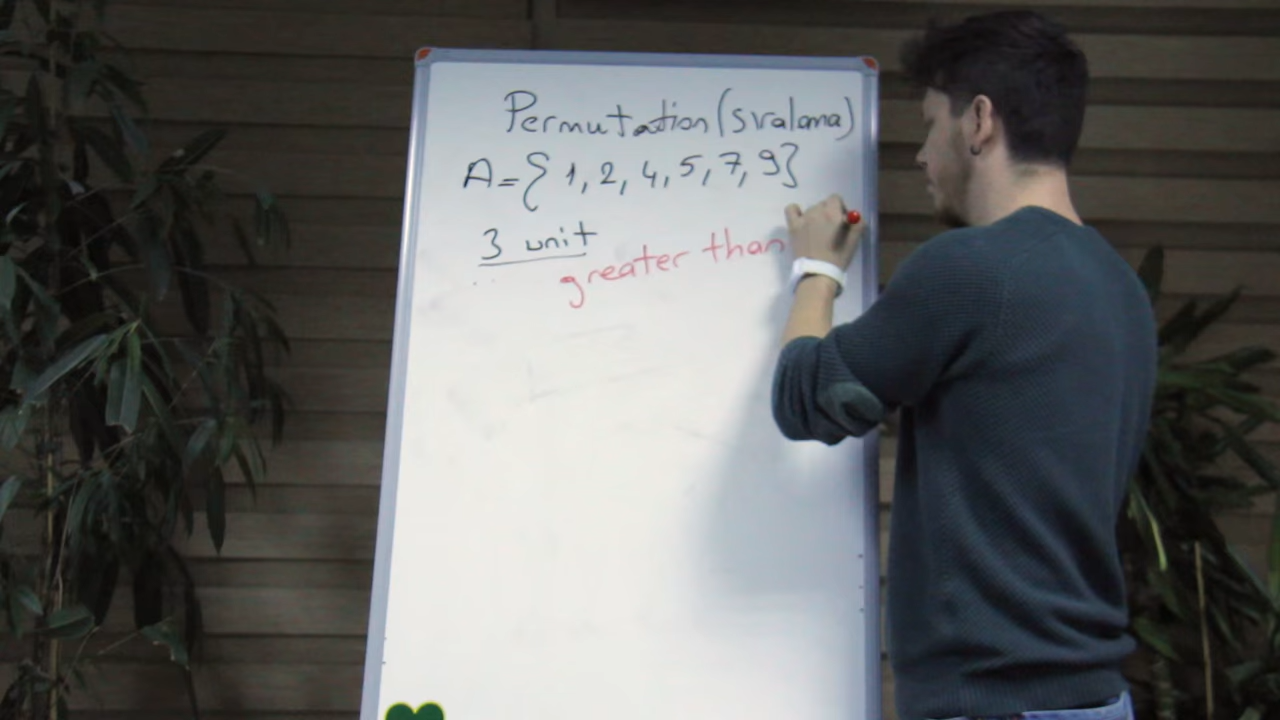 Permutation (sıralama)
A = { 1, 2, 4, 5, 7, 9}
3 unit
greater than